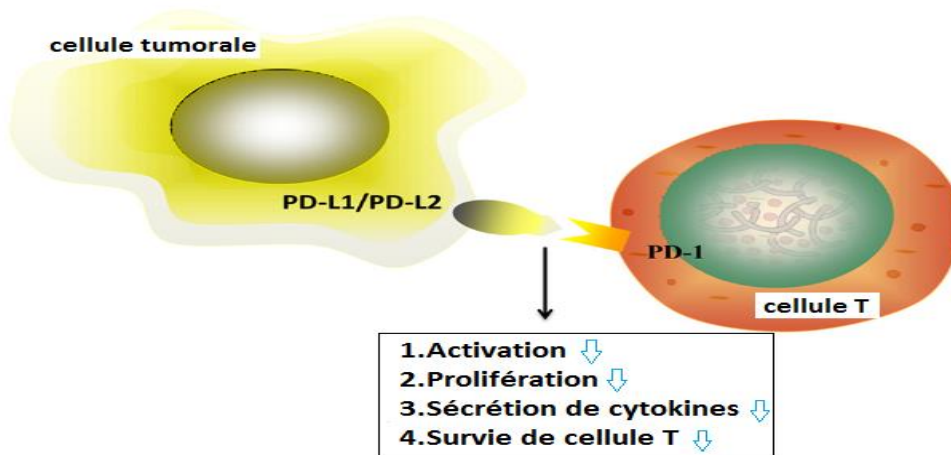 cellule tumorale
PD-L1/PD-L2
PD-1
cellule T
1.Activation
2.Prolifération
3.Sécrétion de cytokines
4.Survie de cellule T